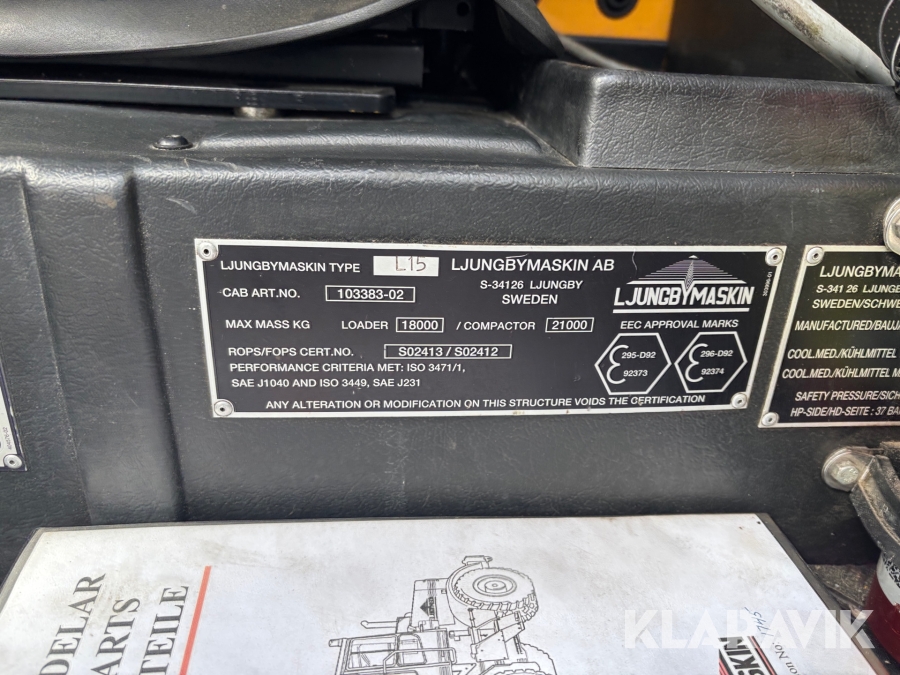 LJUNGBYMASKIN TYPE L15 LJUNGBYMASKIN AB
S-34126 LJUNGBY
SWEDEN
CAB ART.NO. 103383-02
MAX MASS KG LOADER 18000 / COMPACTOR 21000
ROPS/FOPS CERT.NO. S02413 / S02412
PERFORMANCE CRITERIA MET: ISO 3471/1,
SAE J1040 AND ISO 3449, SAE J231
ANY ALTERATION OR MODIFICATION ON THIS STRUCTURE VOIDS THE CERTIFICATION
LJUNGBYMASKIN
EEC APPROVAL MARKS
295-D92
92373
296-D92
92374
LJUNGBYMA
S-341 26 LJUNG
SWEDEN/SCHWE
MANUFACTURED/BAUJA
COOL.MED./KÜHLMITTEL
COOL.MED./KÜHLMITTEL M
SAFETY PRESSURE/SICH
HP-SIDE/HD-SEITE : 37 BA
DELAR
ARTS
TEILE
SKIN
KLARAVIK